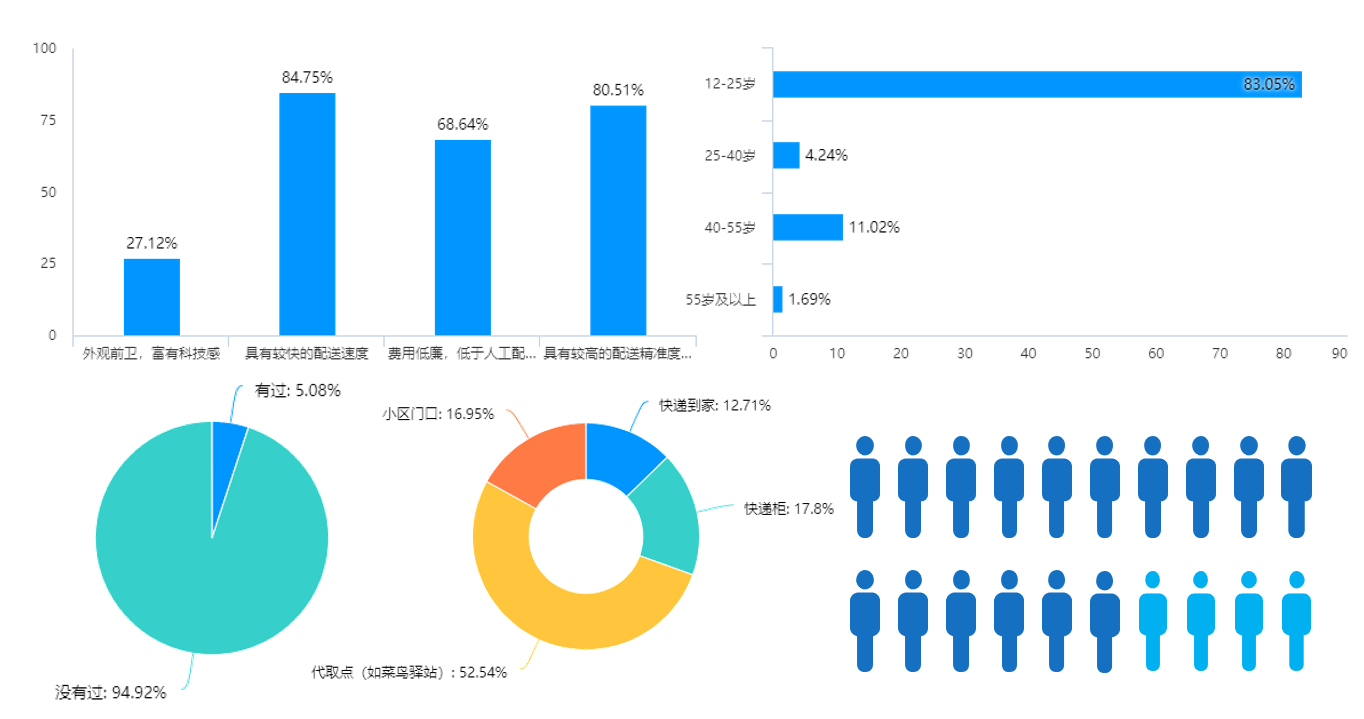 100
75
50
25
0
27.12%
84.75%
68.64%
80.51%
外观前卫，富有科技感
具有较快的配送速度
费用低廉，低于人工配...
具有较高的配送精准度...
12-25岁
83.05%
25-40岁
4.24%
40-55岁
11.02%
55岁及以上
1.69%
0
10
20
30
40
50
60
70
80
90
有过: 5.08%
没有过: 94.92%
小区门口: 16.95%
快递到家: 12.71%
快递柜: 17.8%
代取点（如菜鸟驿站）: 52.54%